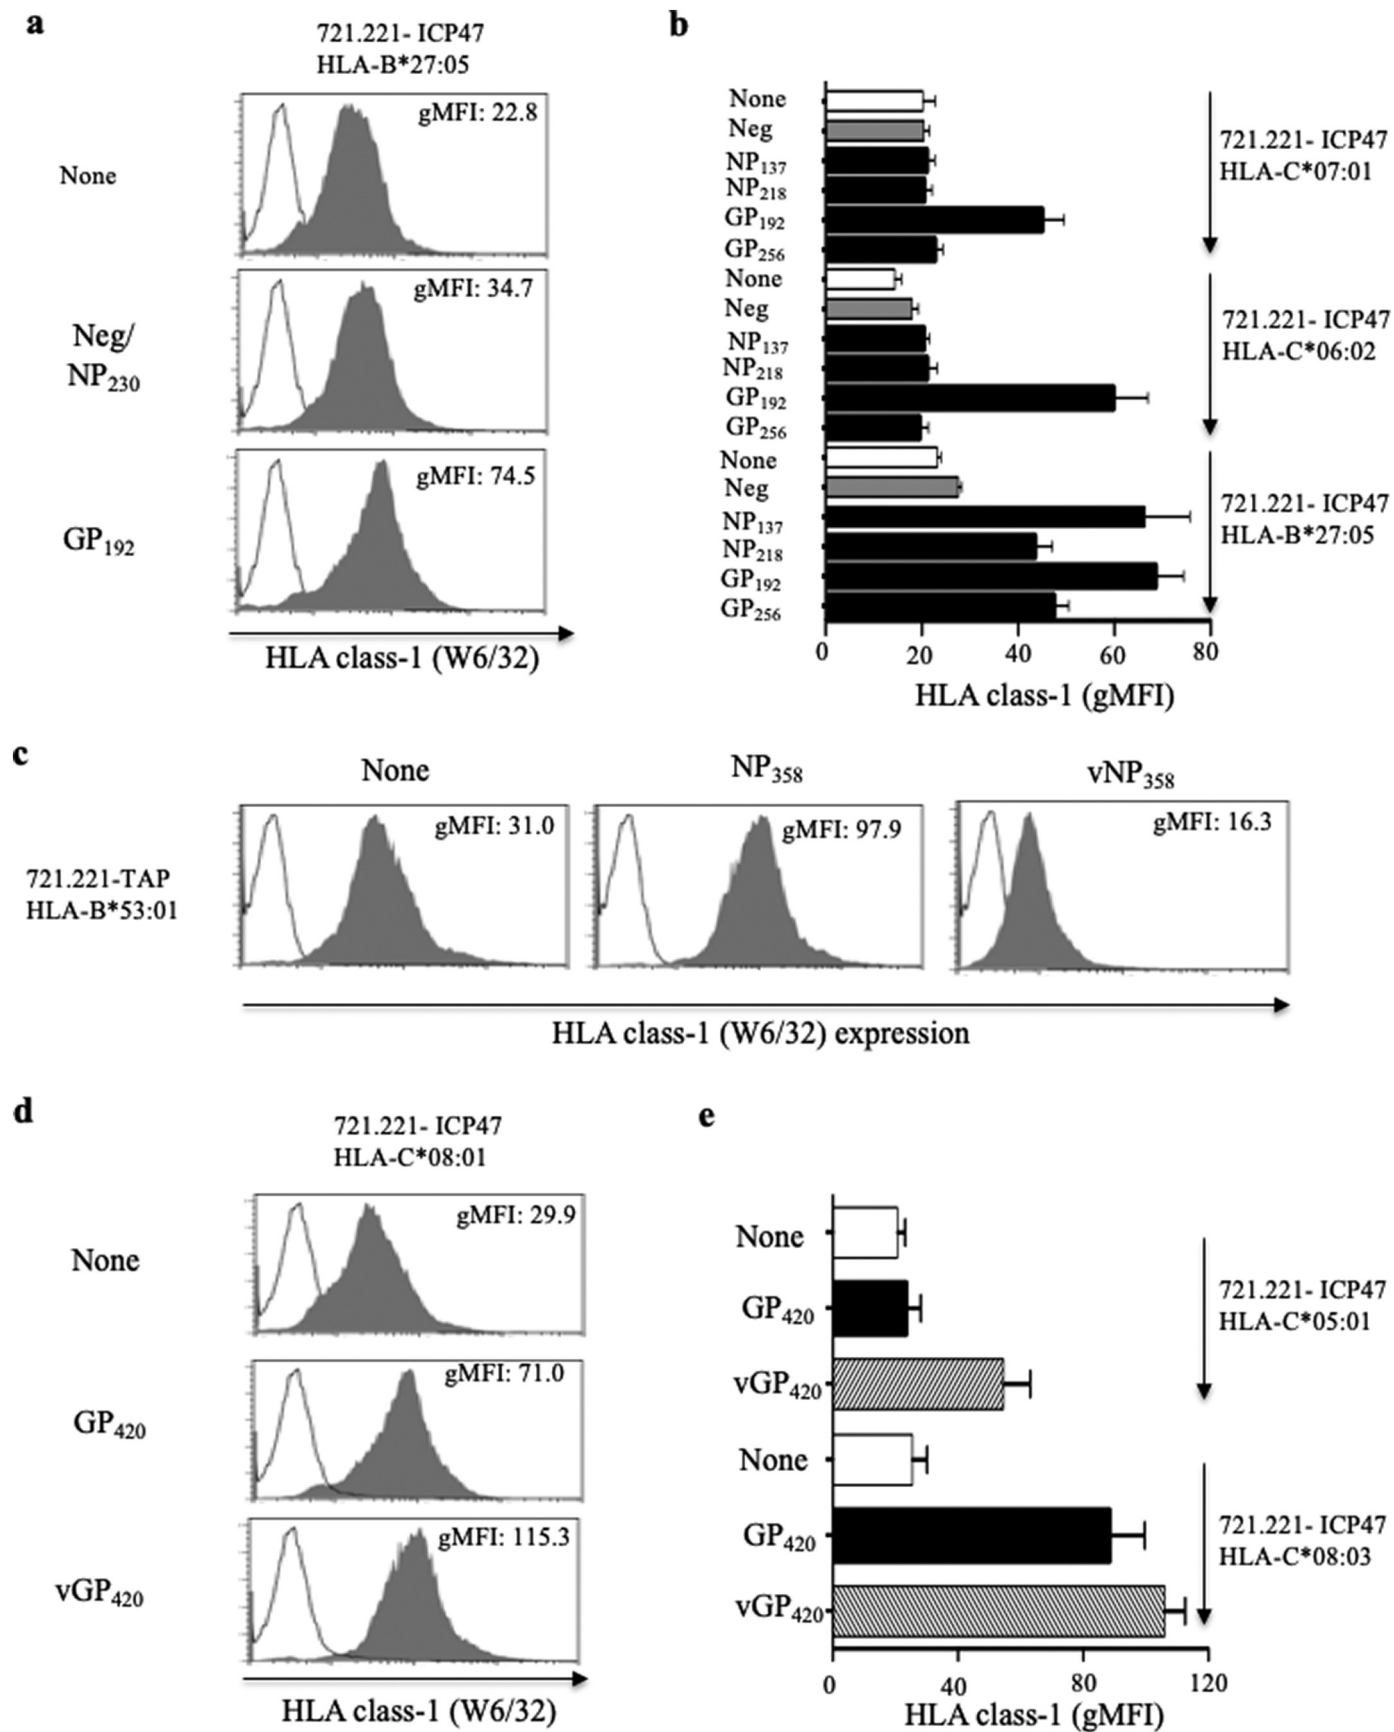 a
721.221- ICP47
HLA-B*27:05
None
gMFI: 22.8
Neg/
NP230
gMFI: 34.7
GP192
gMFI: 74.5
HLA class-1 (W6/32)
b
None
Neg
NP137
NP218
GP192
GP256
721.221- ICP47
HLA-C*07:01
None
Neg
NP137
NP218
GP192
GP256
721.221- ICP47
HLA-C*06:02
None
Neg
NP137
NP218
GP192
GP256
721.221- ICP47
HLA-B*27:05
0 20 40 60 80
HLA class-1 (gMFI)
c
None
NP358
vNP358
721.221-TAP
HLA-B*53:01
gMFI: 31.0
gMFI: 97.9
gMFI: 16.3
HLA class-1 (W6/32) expression
d
721.221- ICP47
HLA-C*08:01
None
gMFI: 29.9
GP420
gMFI: 71.0
vGP420
gMFI: 115.3
HLA class-1 (W6/32)
e
None
GP420
vGP420
721.221- ICP47
HLA-C*05:01
None
GP420
vGP420
721.221- ICP47
HLA-C*08:03
0 40 80 120
HLA class-1 (gMFI)